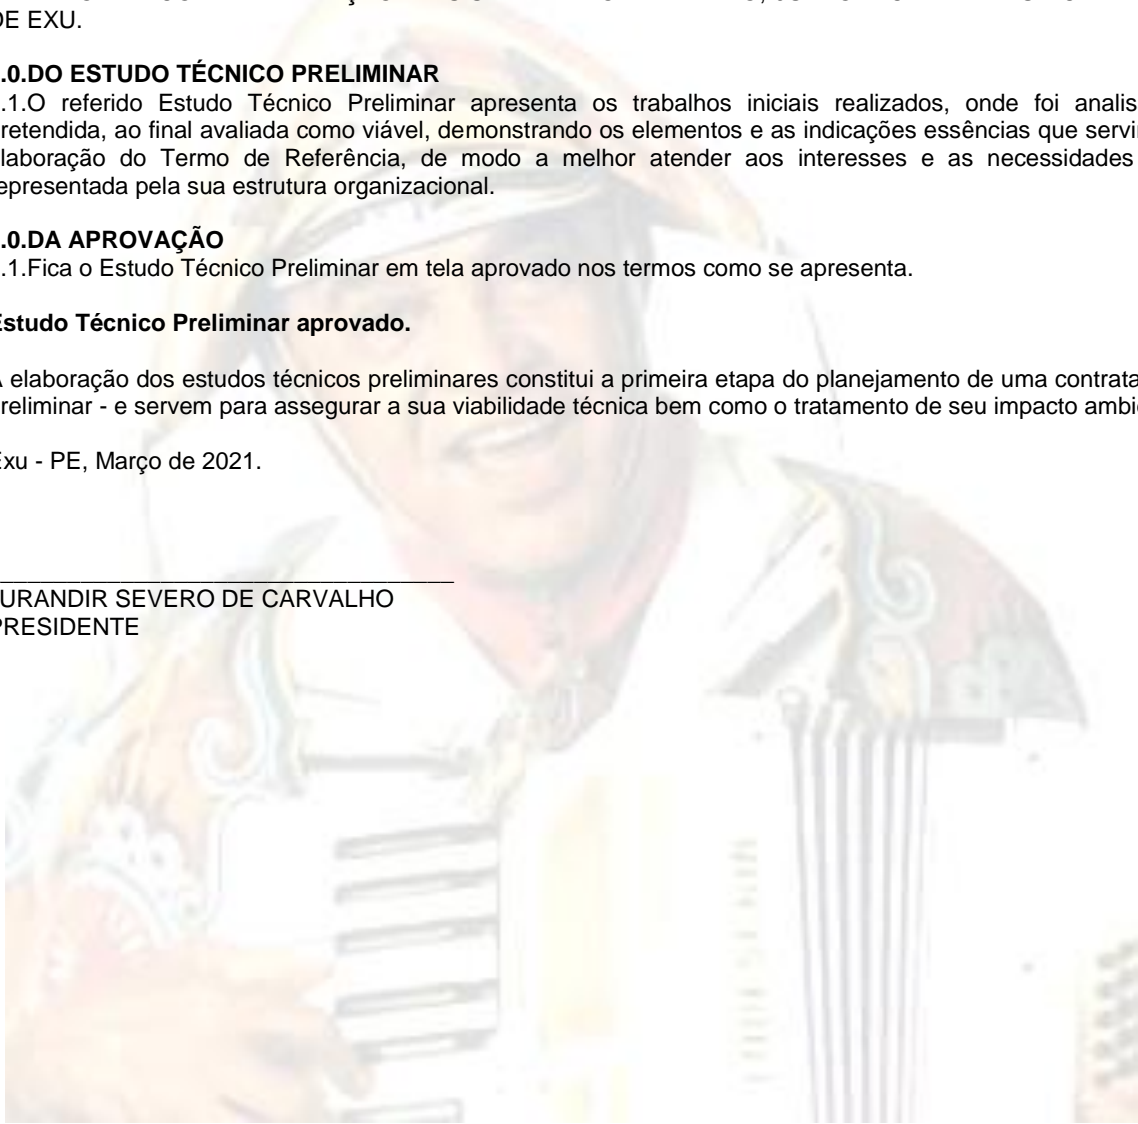 DE EXU.
.0.DO ESTUDO TÉCNICO PRELIMINAR
.1.O referido Estudo Técnico Preliminar apresenta os trabalhos iniciais realizados, onde foi analis
retendida, ao final avaliada como viável, demonstrando os elementos e as indicações essências que servi
laboração do Termo de Referência, de modo a melhor atender aos interesses e as necessidades
epresentada pela sua estrutura organizacional.
.0.DA APROVAÇÃO
.1.Fica o Estudo Técnico Preliminar em tela aprovado nos termos como se apresenta.
Estudo Técnico Preliminar aprovado.
A elaboração dos estudos técnicos preliminares constitui a primeira etapa do planejamento de uma contrata
reliminar - e servem para assegurar a sua viabilidade técnica bem como o tratamento de seu impacto ambi
Exu - PE, Março de 2021.
URANDIR SEVERO DE CARVALHO
PRESIDENTE